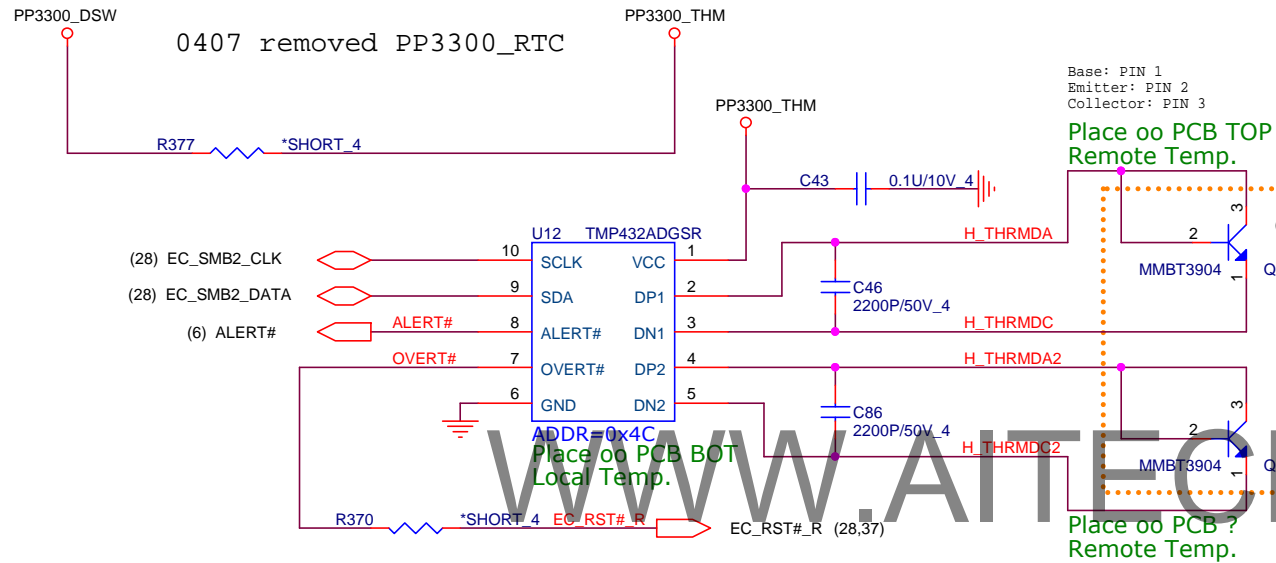 PP3300_DSW
PP3300_THM
0407 removed PP3300_RTC
R377
*SHORT_4
PP3300_THM
Base: PIN 1
Emitter: PIN 2
Collector: PIN 3
Place oo PCB TOP
Remote Temp.
C43
0.1U/10V_4
U12
TMP432ADGSR
(28) EC_SMB2_CLK
10
SCLK
VCC
1
(28) EC_SMB2_DATA
9
SDA
DP1
2
(6) ALERT#
ALERT#
8
ALERT#
DN1
3
OVERT#
7
OVERT#
DP2
4
6
GND
DN2
5
H_THRMDA
C46
2200P/50V_4
H_THRMDC
3
2
1
MMBT3904
Q
H_THRMDA2
C86
2200P/50V_4
H_THRMDC2
3
2
1
MMBT3904
Q
ADDR=0x4C
Place oo PCB BOT
Local Temp.
WWW.AITEC
R370
*SHORT_4
EC_RST#_R
EC_RST#_R (28,37)
Place oo PCB ?
Remote Temp.